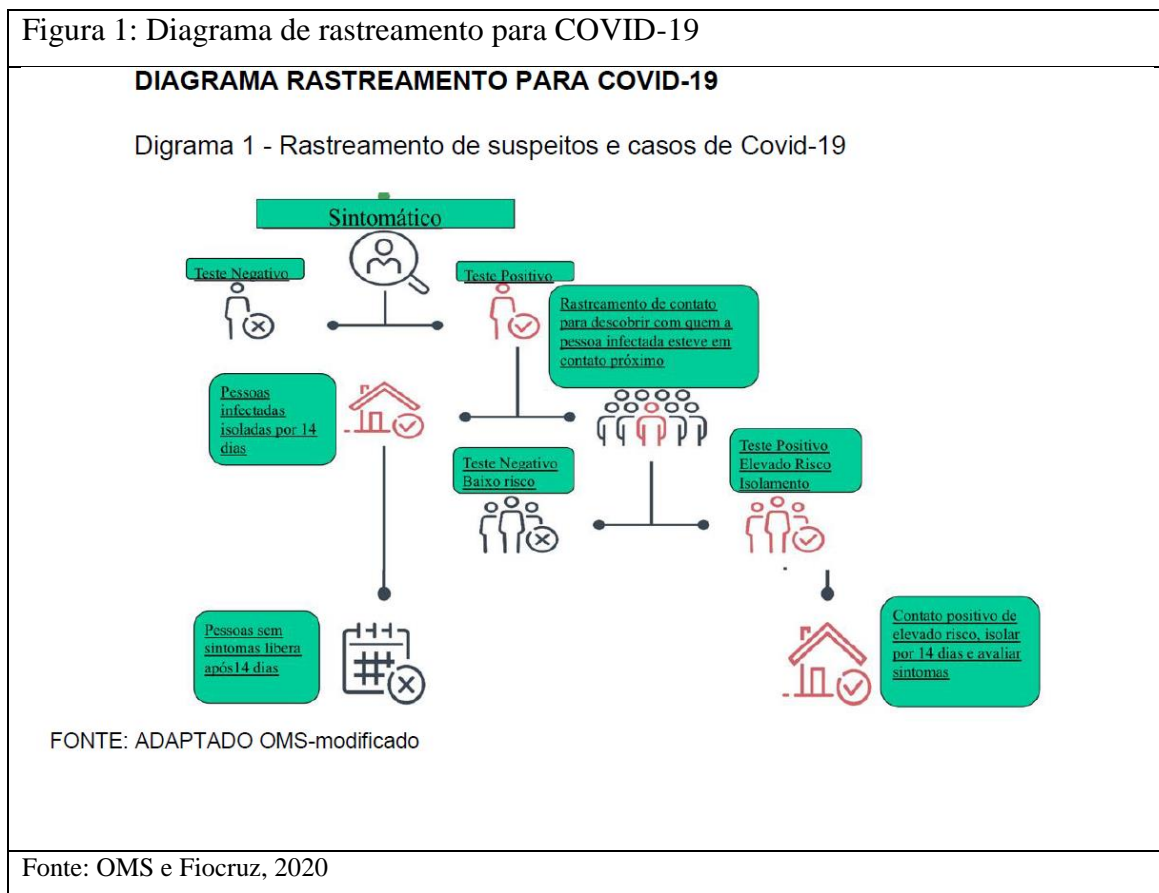 Figura 1: Diagrama de rastreamento para COVID-19
DIAGRAMA RASTREAMENTO PARA COVID-19
Digrama 1 - Rastreamento de suspeitos e casos de Covid-19
Sintomático
Teste Negativo
Teste Positivo
Rastreamento de contato
para descobrir com quem a
pessoa infectada esteve em
contato próximo
Pessoas
infectadas
isoladas por 14
dias
Teste Negativo
Baixo risco
Teste Positivo
Elevado Risco
Isolamento
Pessoas sem
sintomas libera
após14 dias
Contato positivo de
elevado risco, isolar
por 14 dias e avaliar
sintomas
FONTE: ADAPTADO OMS-modificado
Fonte: OMS e Fiocruz, 2020